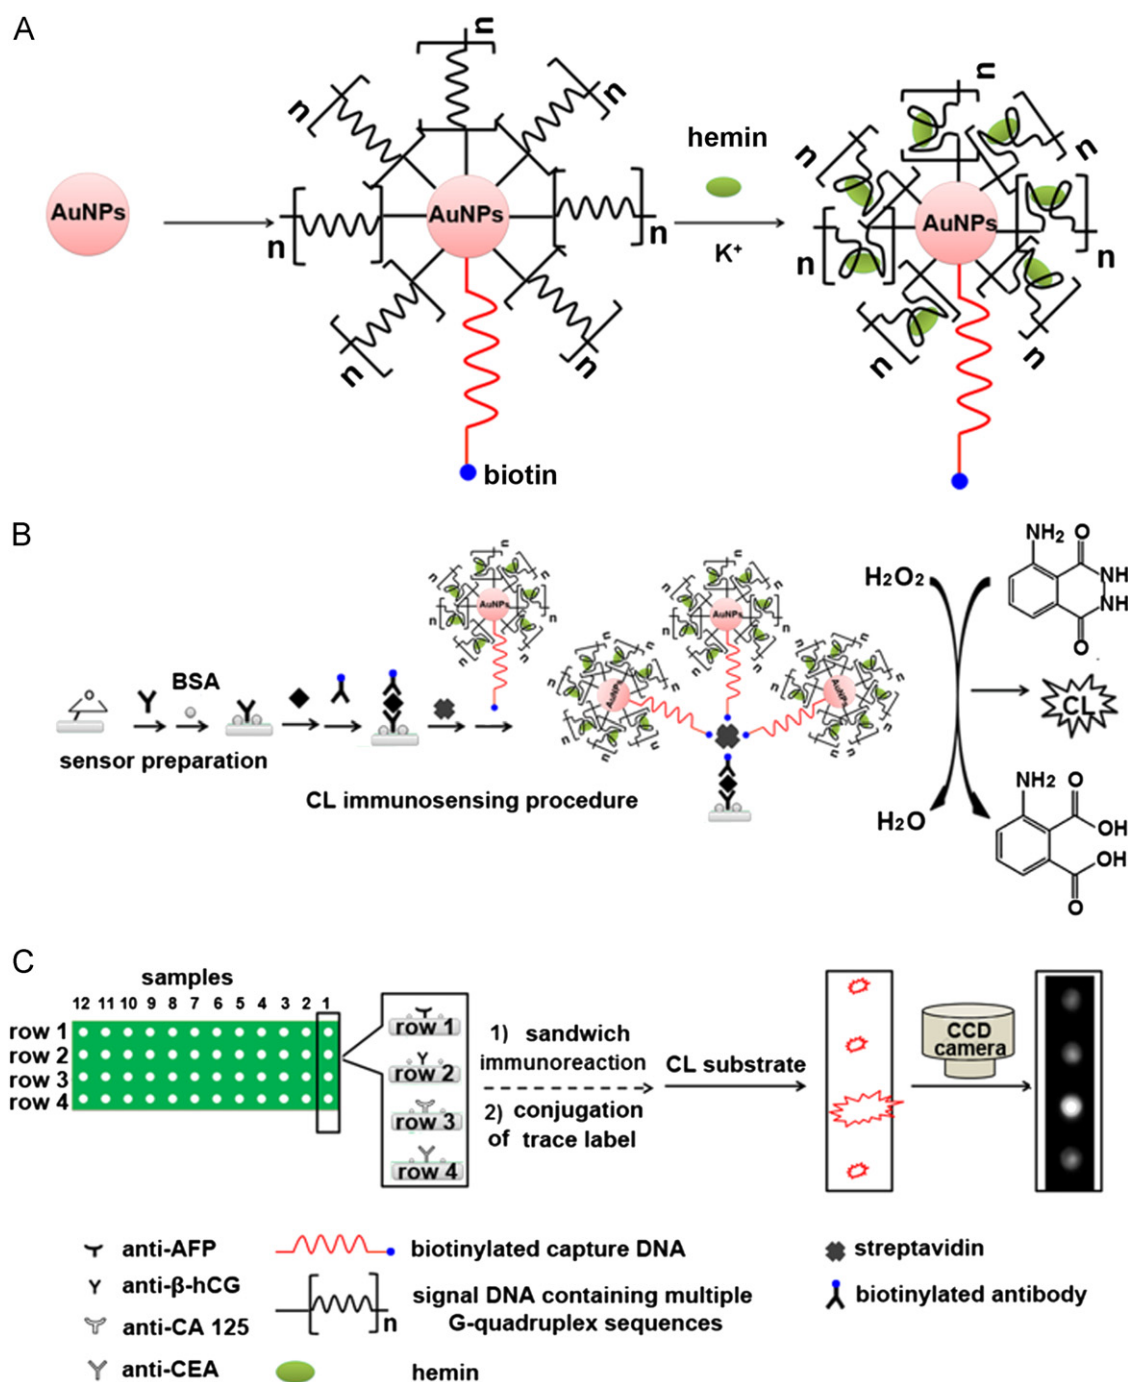 A
n
n
n
n
n
n
n
AuNPs
AuNPs
biotin
hemin
K⁺
n
n
n
n
n
n
n
AuNPs
B
n
n
n
n
n
n
n
AuNPs
BSA
sensor preparation
CL immunosensing procedure
n
n
n
n
n
n
n
AuNPs
n
n
n
n
n
n
AuNPs
n
n
n
n
n
n
AuNPs
H₂O₂
H₂O
NH₂
O
NH
NH
O
CL
NH₂
O
OH
OH
O
C
samples
12 11 10 9 8 7 6 5 4 3 2 1
row 1
row 2
row 3
row 4
row 1
row 2
row 3
row 4
1) sandwich
immunoreaction
2) conjugation
of trace label
CL substrate
CCD
camera
anti-AFP
anti-β-hCG
anti-CA 125
anti-CEA
biotinylated capture DNA
n
signal DNA containing multiple
G-quadruplex sequences
hemin
streptavidin
biotinylated antibody